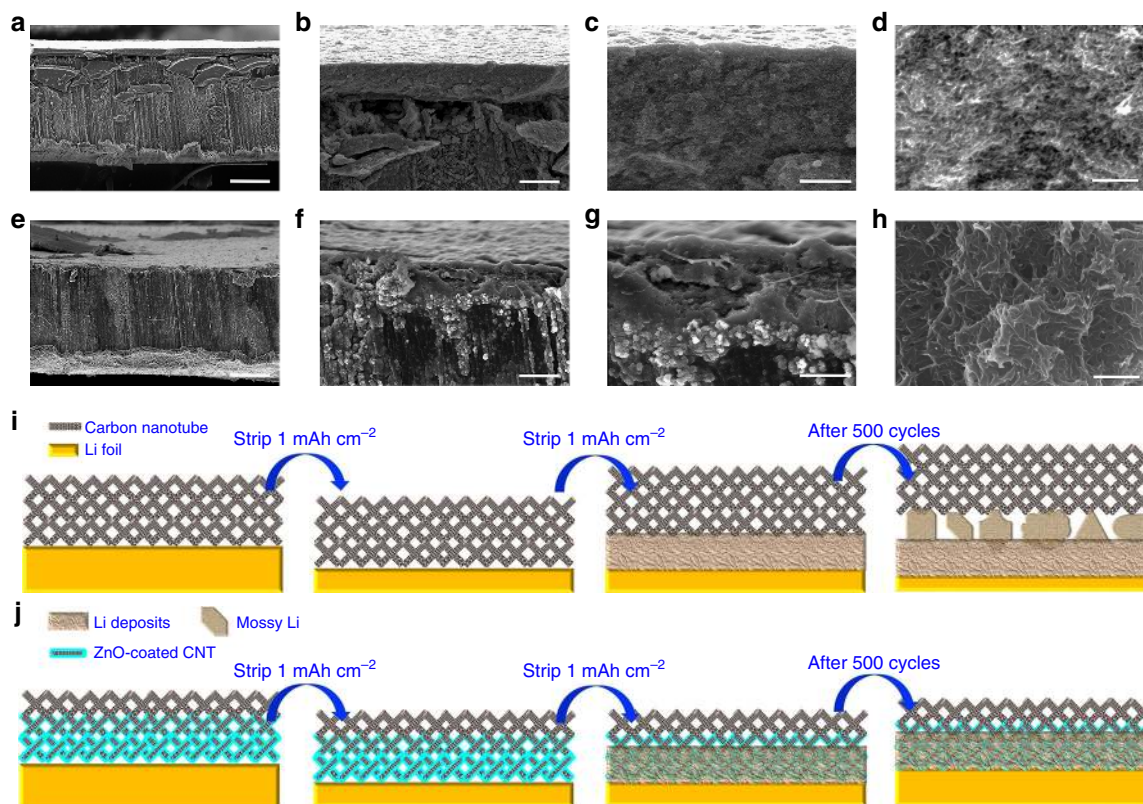 a
b
c
d
e
f
g
h
i
Carbon nanotube
Li foil
Strip 1 mAh cm⁻²
Strip 1 mAh cm⁻²
After 500 cycles
j
Li deposits
Mossy Li
ZnO-coated CNT
Strip 1 mAh cm⁻²
Strip 1 mAh cm⁻²
After 500 cycles